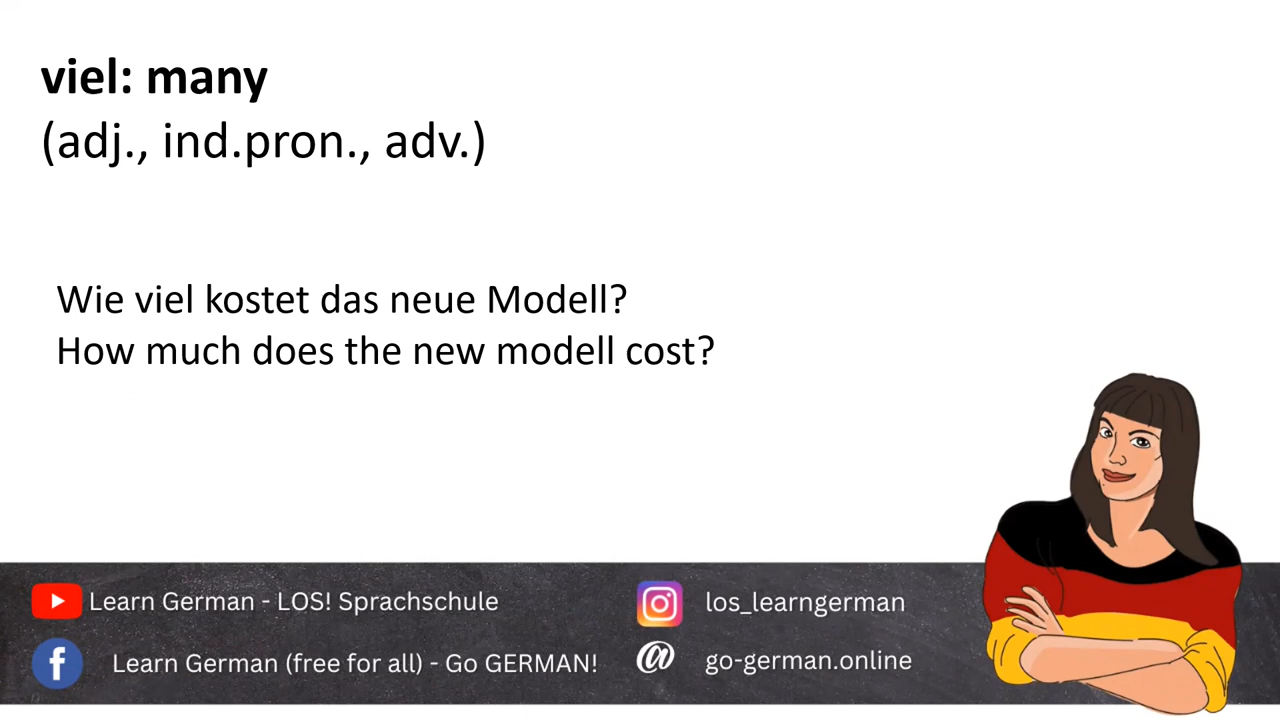 viel: many
(adj., ind.pron., adv.)
Wie viel kostet das neue Modell?
How much does the new modell cost?
Learn German - LOS! Sprachschule
los_learngerman
Learn German (free for all) - Go GERMAN!
go-german.online